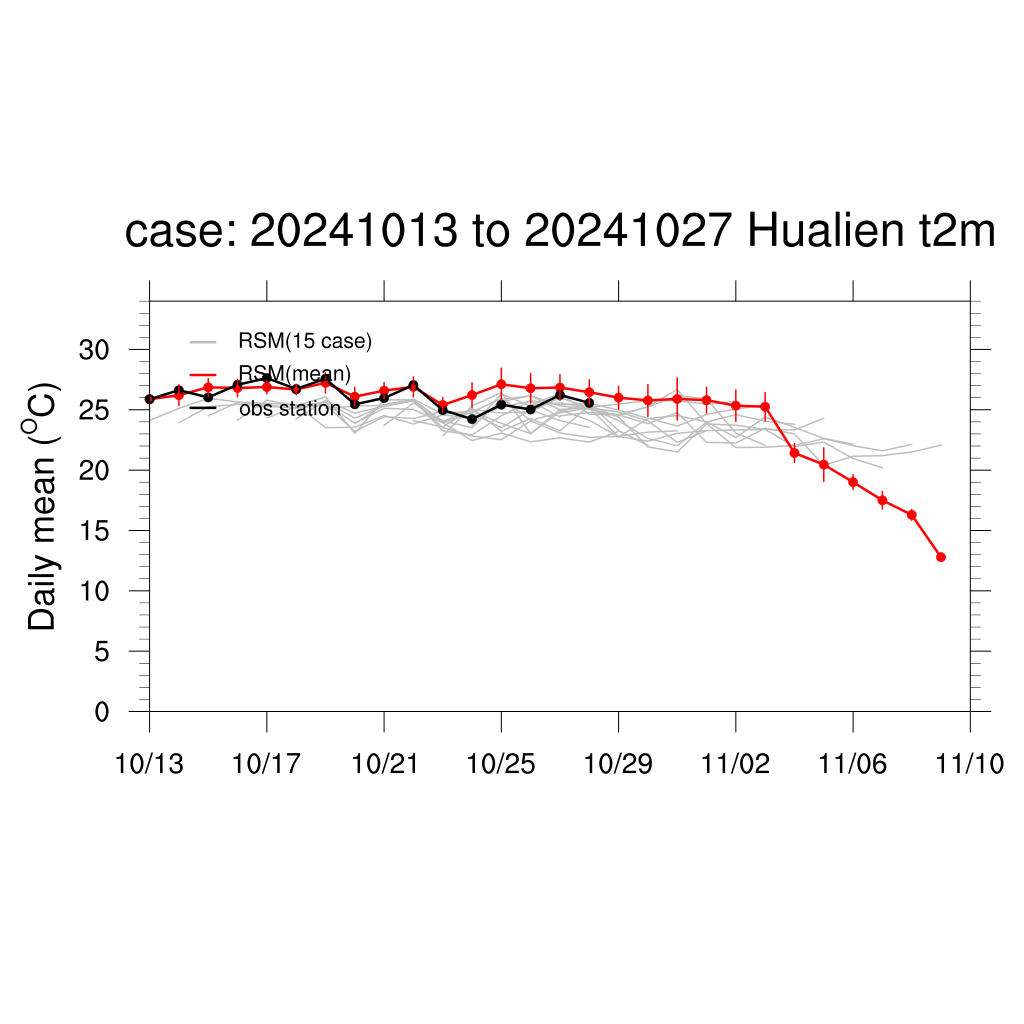 case: 20241013 to 20241027 Hualien t2m
RSM(15 case)
RSM(mean)
obs station
Daily mean (°C)
30
25
20
15
10
5
0
10/13 10/17 10/21 10/25 10/29 11/02 11/06 11/10